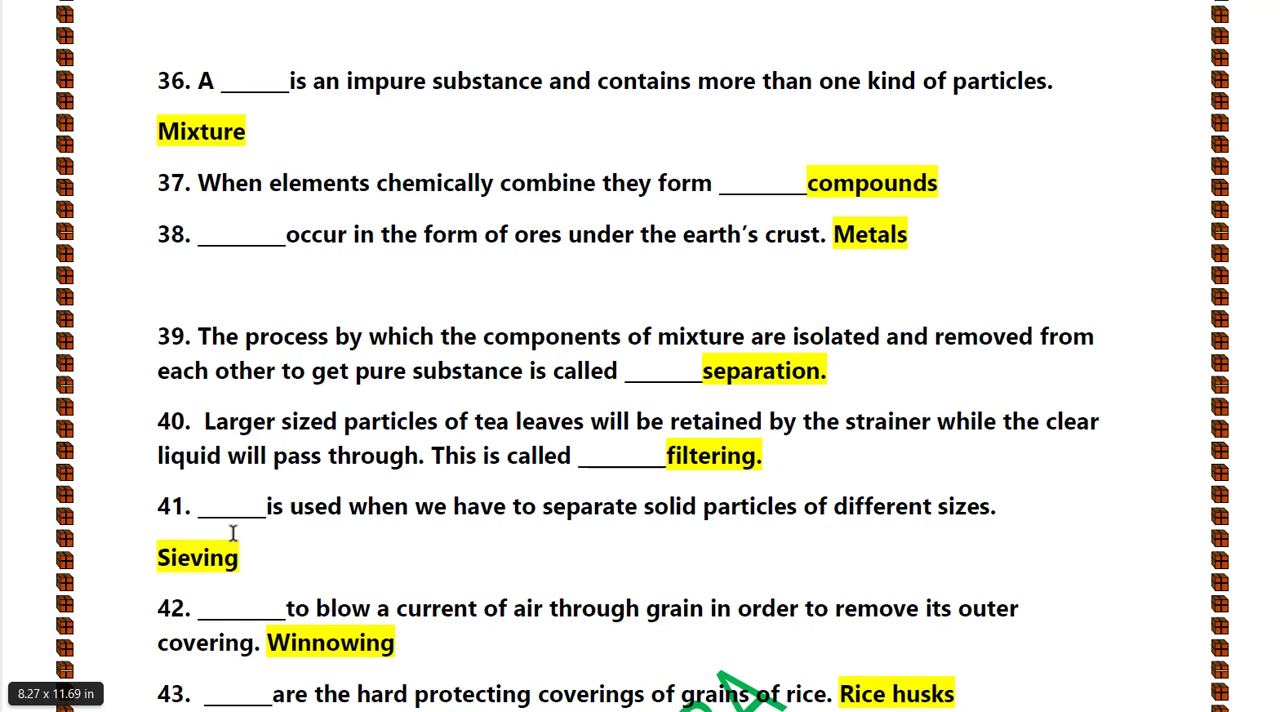 36. A ______is an impure substance and contains more than one kind of particles.
Mixture
37. When elements chemically combine they form ________compounds
38. ________occur in the form of ores under the earth’s crust. Metals
39. The process by which the components of mixture are isolated and removed from
each other to get pure substance is called _______separation.
40.  Larger sized particles of tea leaves will be retained by the strainer while the clear
liquid will pass through. This is called ________filtering.
41. ______is used when we have to separate solid particles of different sizes.
Sieving
42. ________to blow a current of air through grain in order to remove its outer
covering. Winnowing
8.27 x 11.69 in
43.  ______are the hard protecting coverings of grains of rice. Rice husks